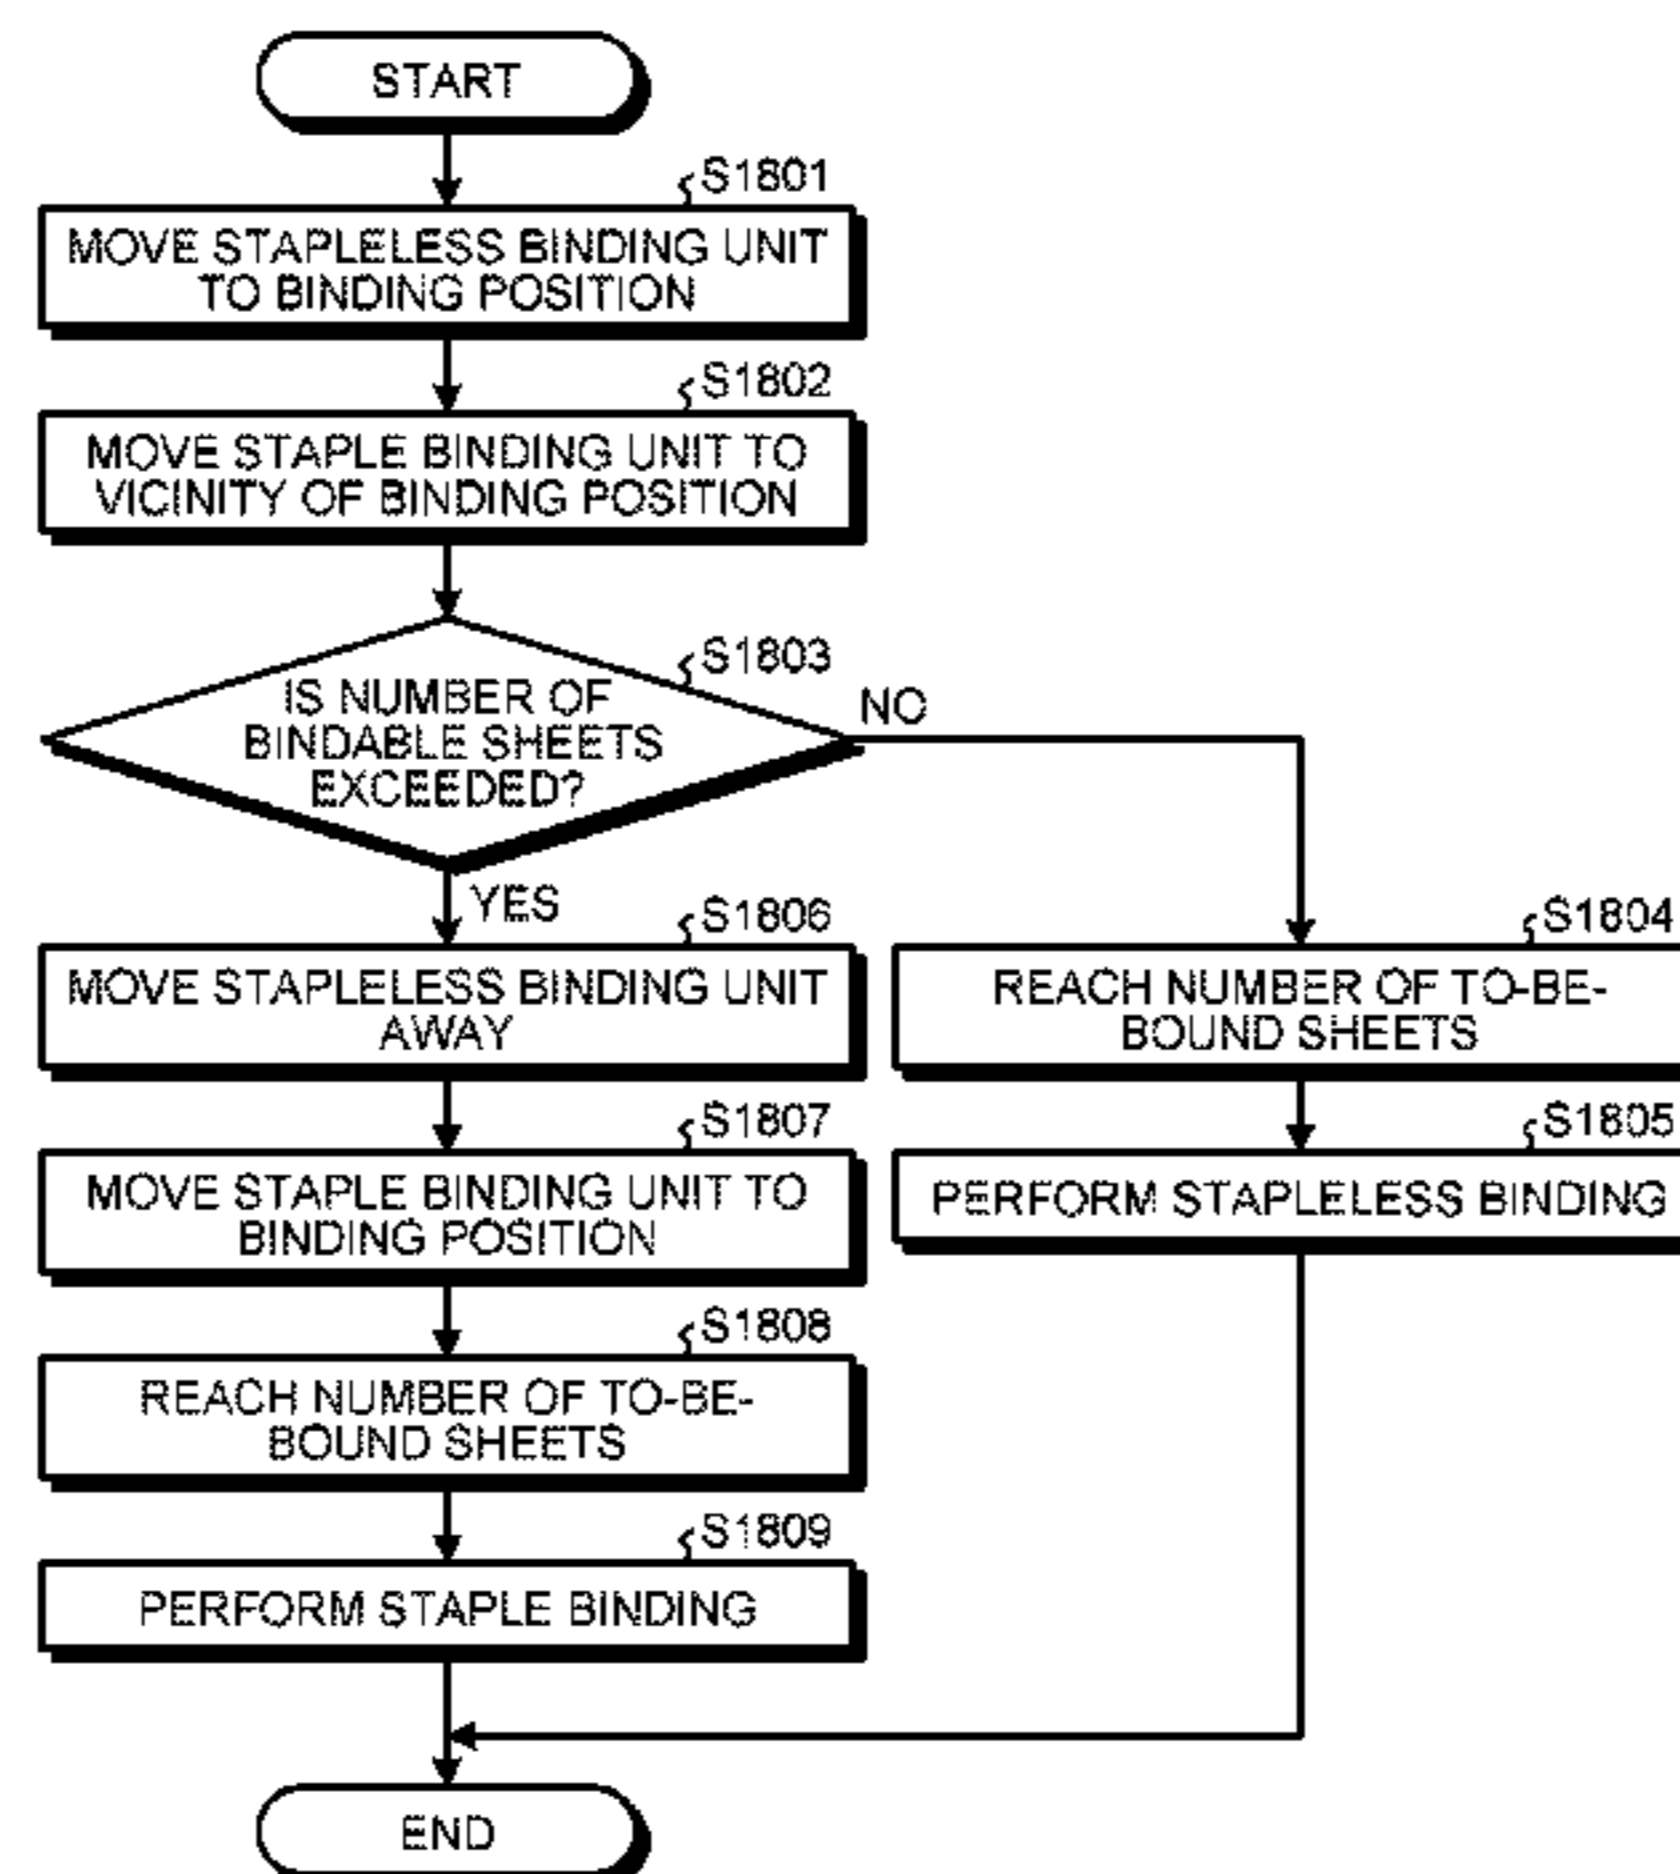 START
S1801
MOVE STAPLELESS BINDING UNIT
TO BINDING POSITION
S1802
MOVE STAPLE BINDING UNIT TO
VICINITY OF BINDING POSITION
S1803
IS NUMBER OF
BINDABLE SHEETS
EXCEEDED?
NO
YES
S1806
MOVE STAPLELESS BINDING UNIT
AWAY
S1804
REACH NUMBER OF TO-BE-
BOUND SHEETS
S1807
MOVE STAPLE BINDING UNIT TO
BINDING POSITION
S1805
PERFORM STAPLELESS BINDING
S1808
REACH NUMBER OF TO-BE-
BOUND SHEETS
S1809
PERFORM STAPLE BINDING
END